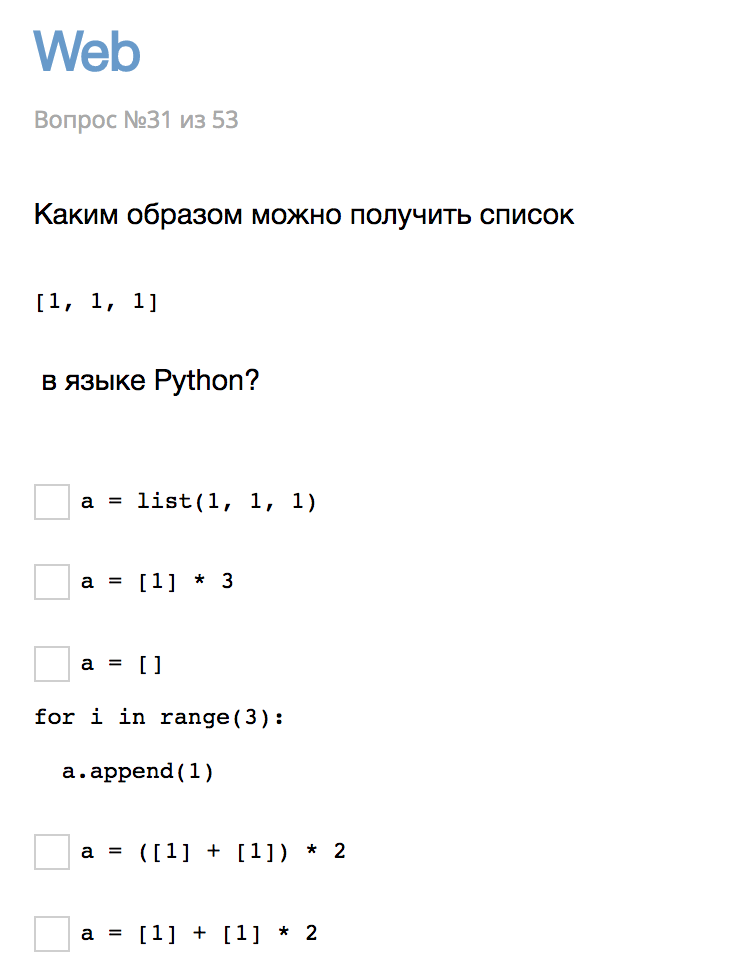 Web
Вопрос №31 из 53
Каким образом можно получить список
[1, 1, 1]
в языке Python?
a = list(1, 1, 1)
a = [1] * 3
a = []
for i in range(3):
  a.append(1)
a = ([1] + [1]) * 2
a = [1] + [1] * 2